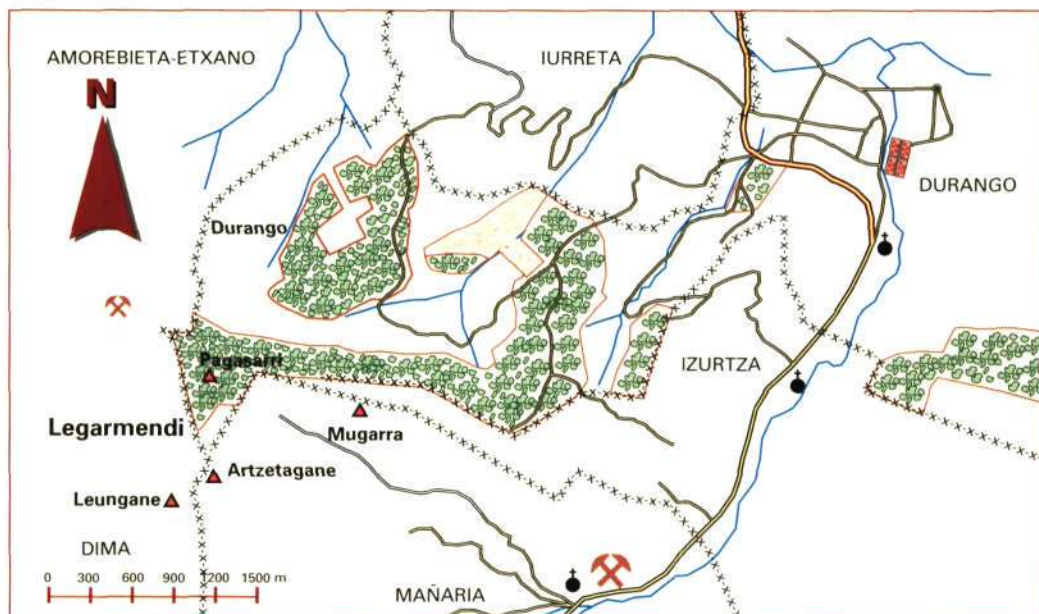 AMOREBIETA-ETXANO
IURRETA
N
DURANGO
Durango
IZURTZA
Pagasarri
Legarmendi
Mugarra
Artzetagane
Leungane
DIMA
0 300 600 900 1200 1500 m
MAÑARIA